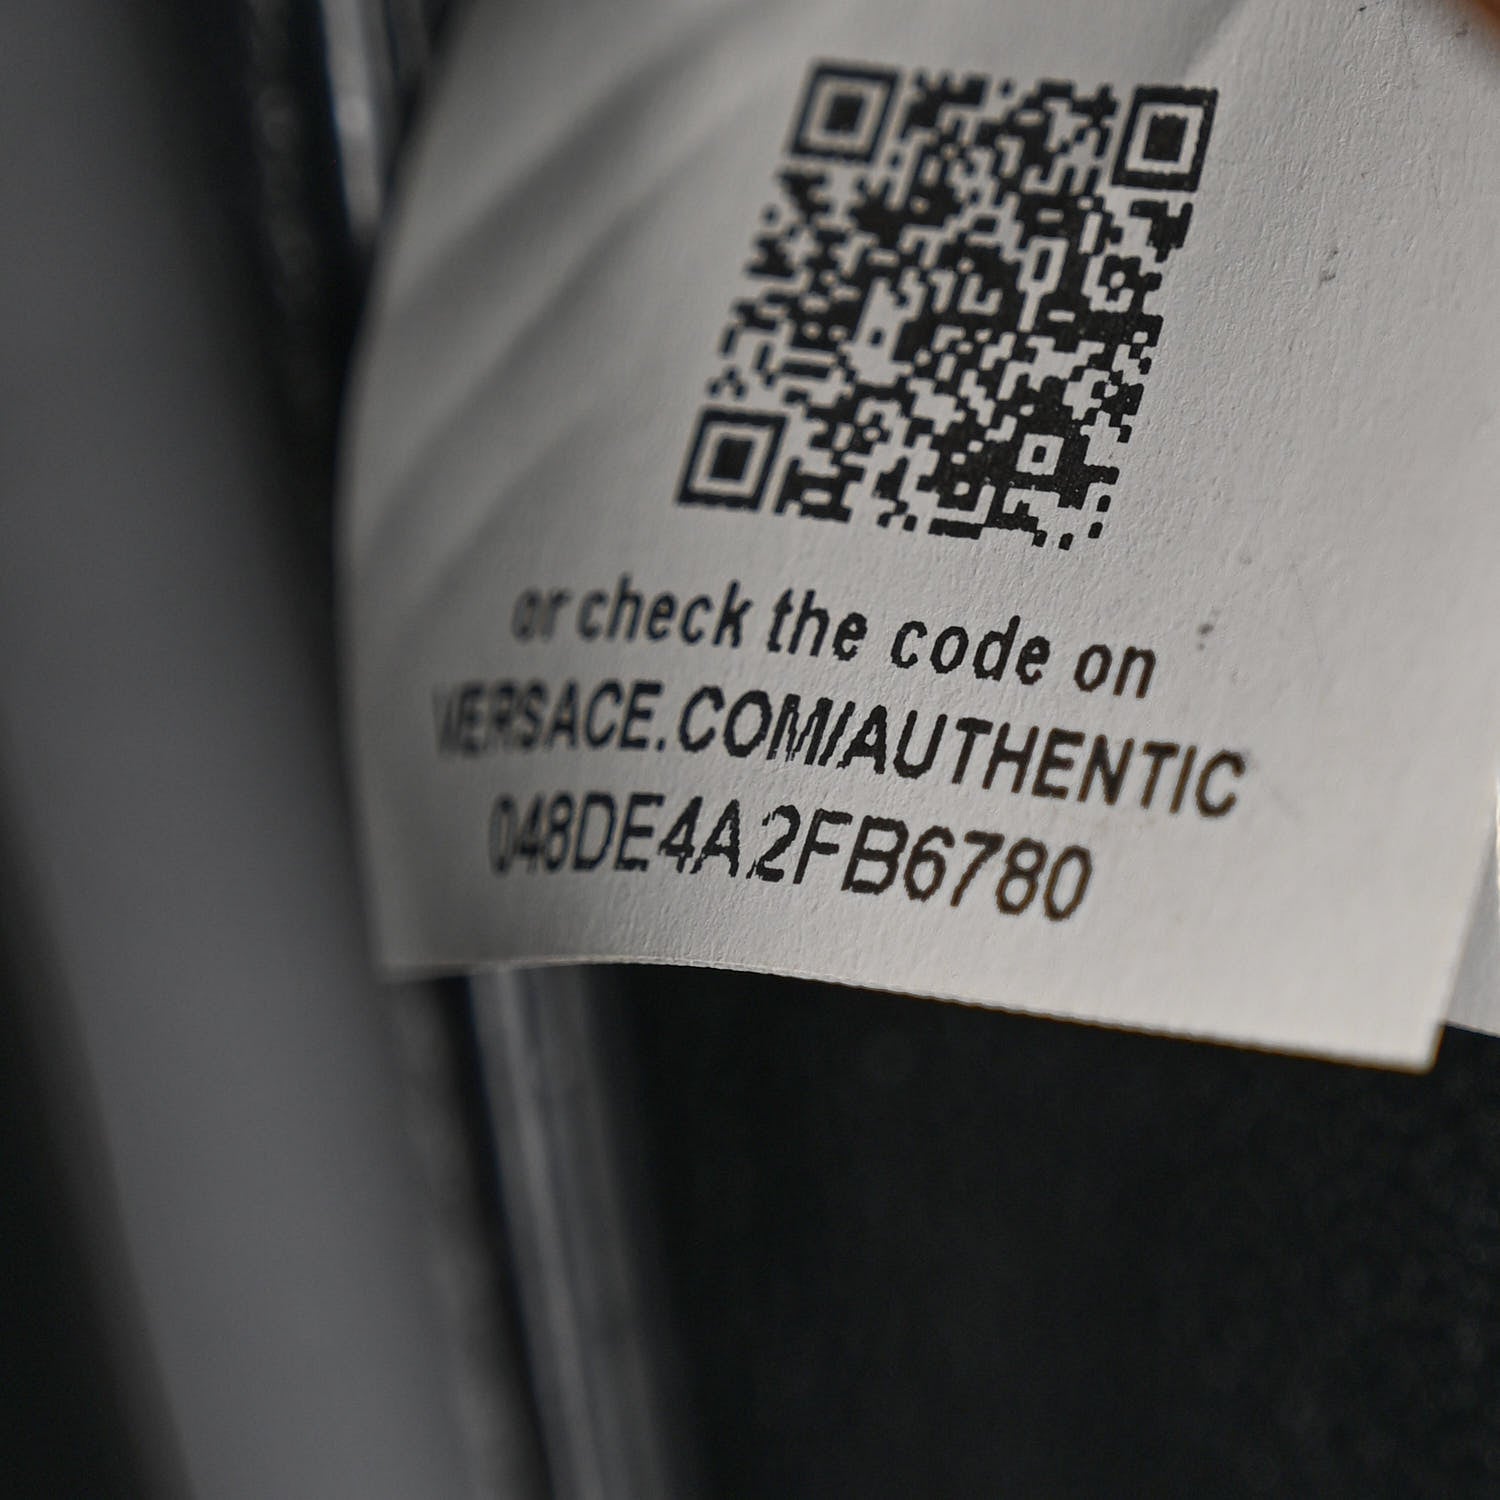 or check the code on
VERSACE.COM/AUTHENTIC
048DE4A2FB6780